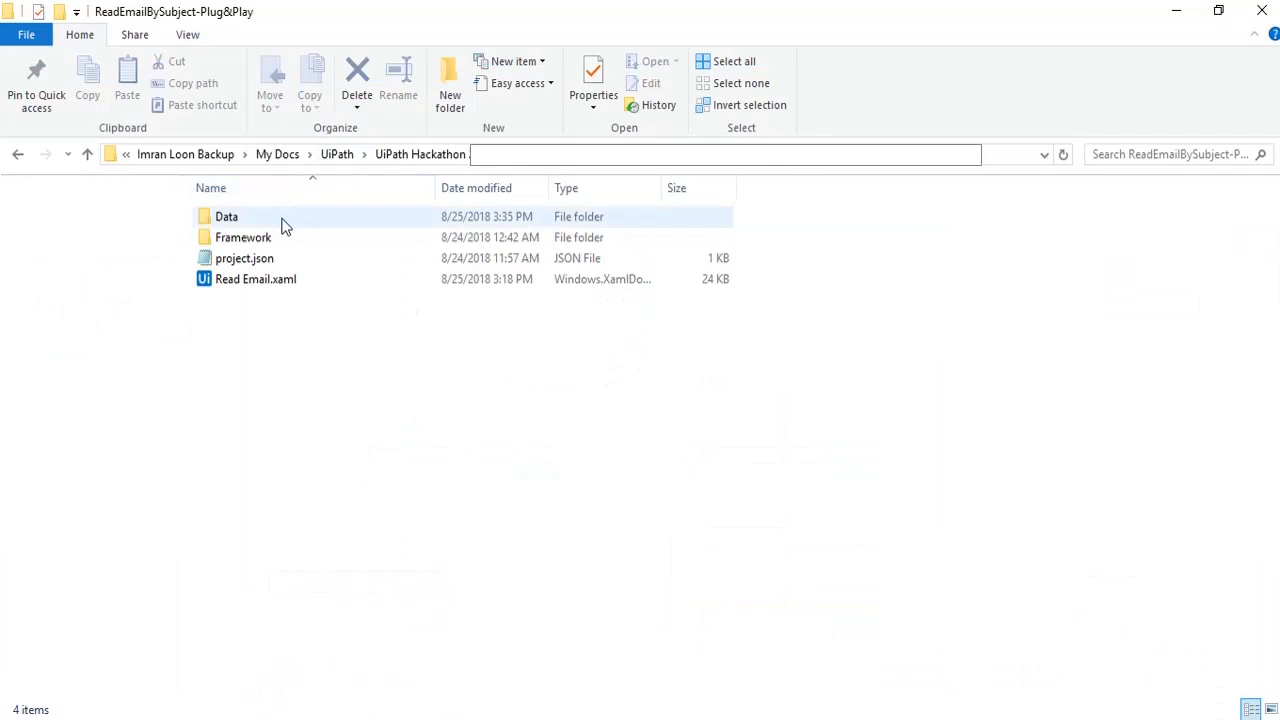 ReadEmailBySubject-Plug&Play
File Home Share View
Pin to Quick access
Copy
Paste
Cut
Copy path
Paste shortcut
Clipboard
Move to
Copy to
Delete
Rename
Organize
New folder
New item
Easy access
New
Properties
Open
Edit
History
Open
Select all
Select none
Invert selection
Select
« Imran Loon Backup > My Docs > UiPath > UiPath Hackathon
Search ReadEmailBySubject-P...
Name Date modified Type Size
Data 8/25/2018 3:35 PM File folder
Framework 8/24/2018 12:42 AM File folder
project.json 8/24/2018 11:57 AM JSON File 1 KB
Ui Read Email.xaml 8/25/2018 3:18 PM Windows.XamlDo... 24 KB
4 items